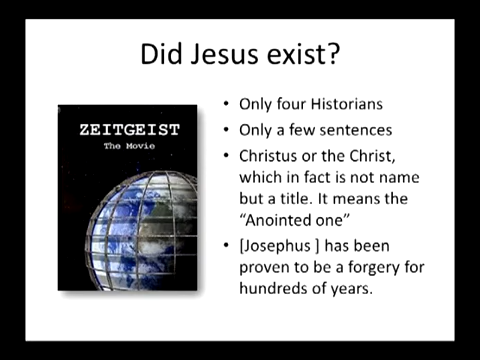 Did Jesus exist?
ZEITGEIST
The Movie
• Only four Historians
• Only a few sentences
• Christus or the Christ,
which in fact is not name
but a title. It means the
“Anointed one”
• [Josephus ] has been
proven to be a forgery for
hundreds of years.